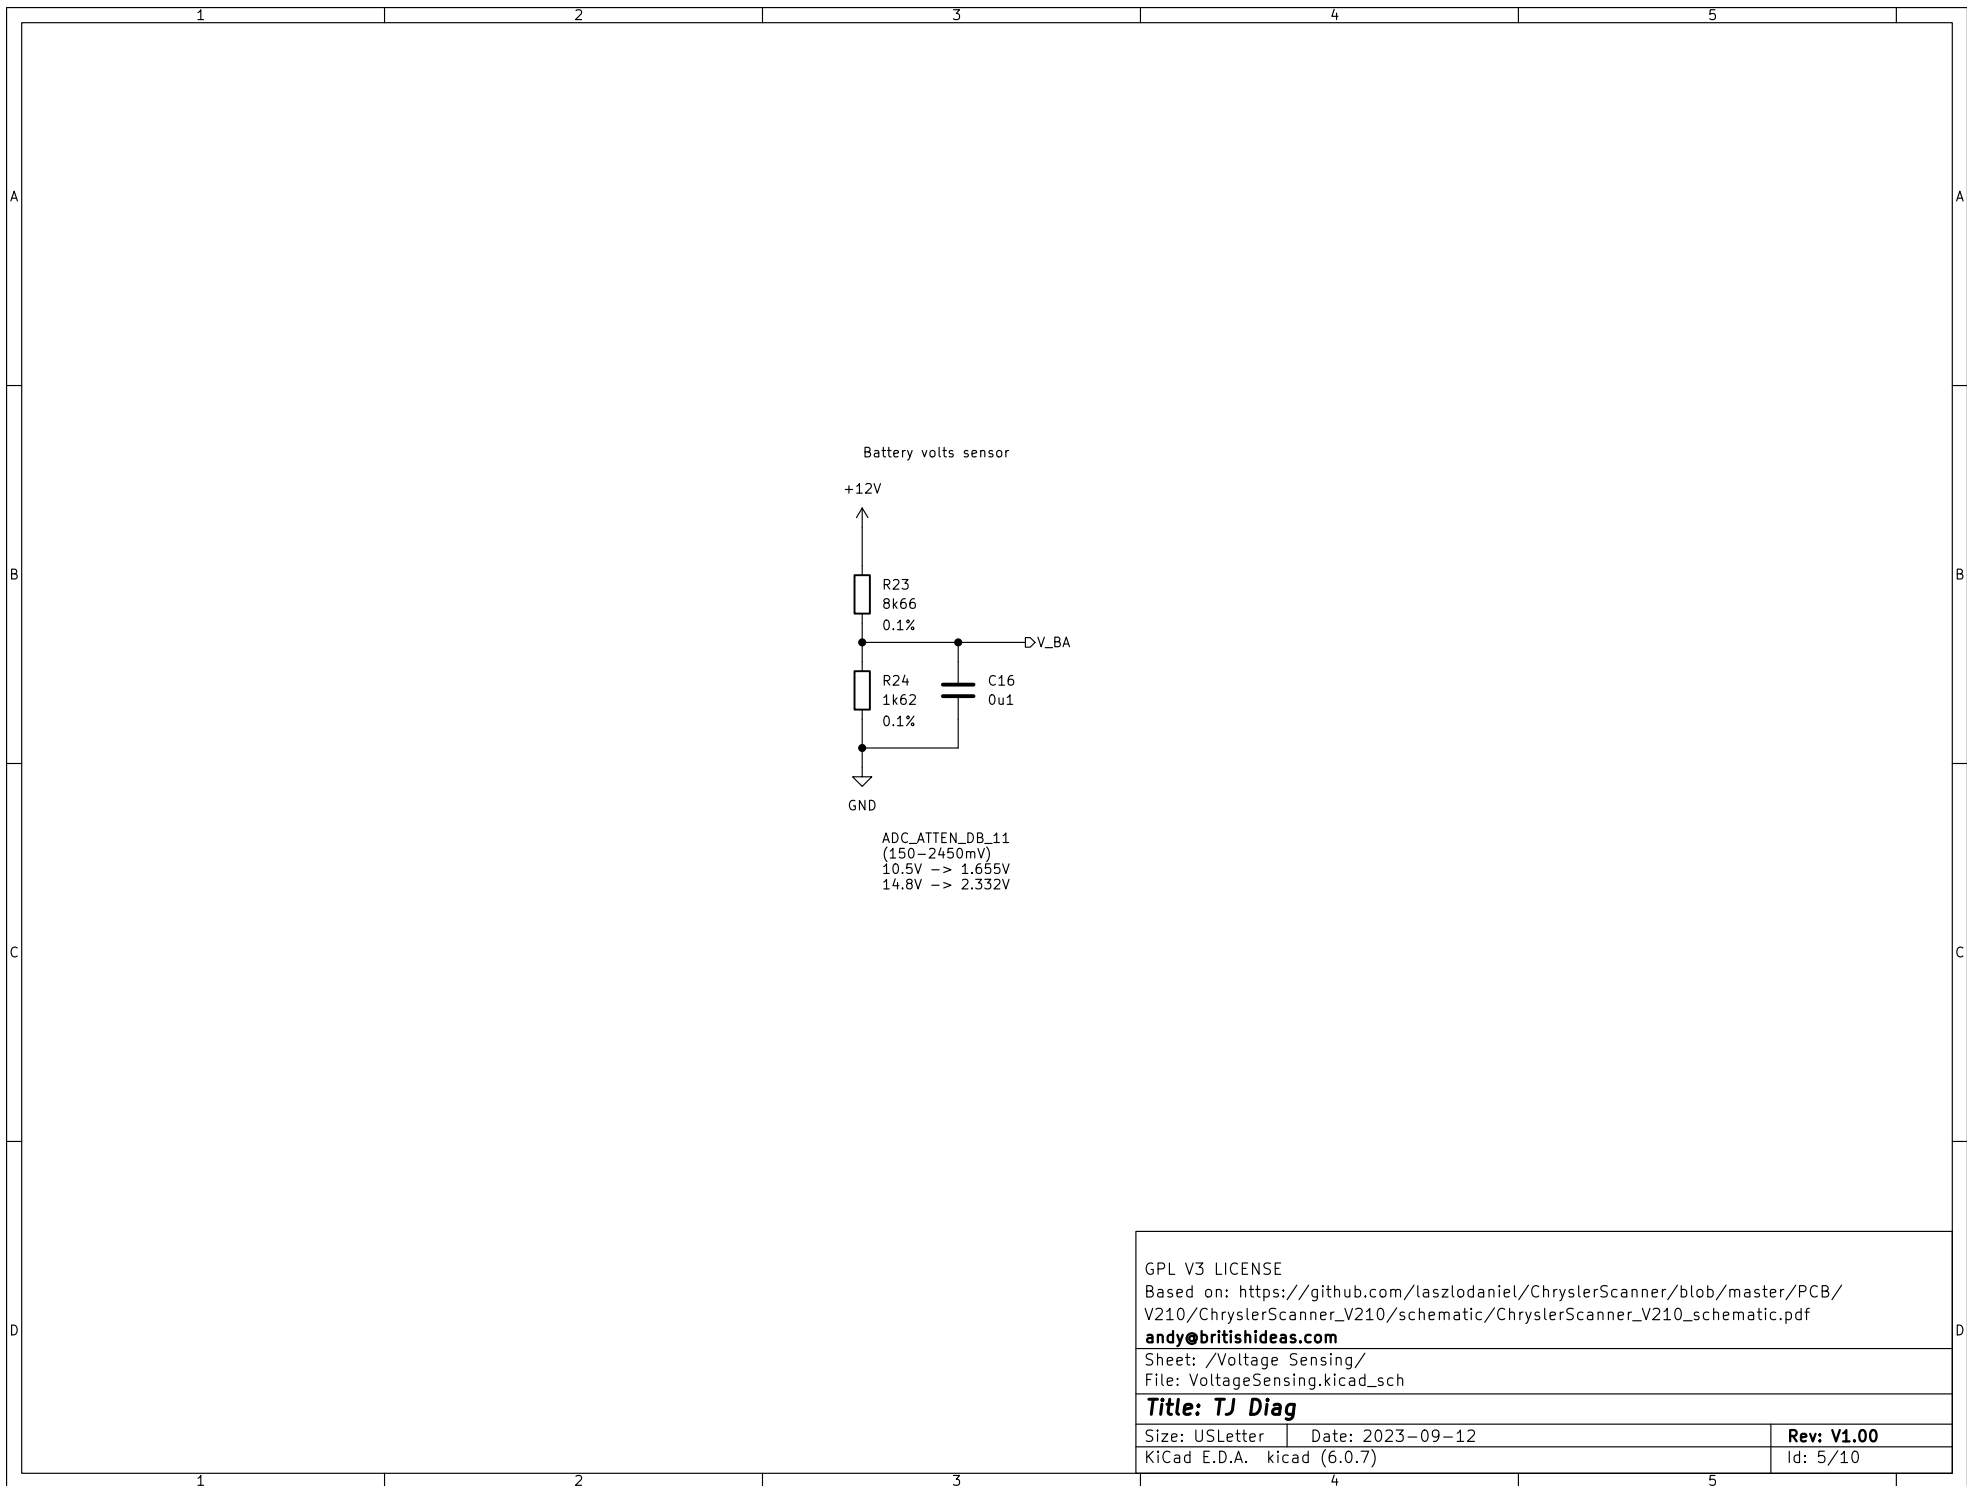 1 2 3 4 5
A A
Battery volts sensor
+12V
B B
R23
8k66
0.1%
V_BA
R24
1k62
0.1%
C16
0u1
GND
ADC_ATTEN_DB_11
(150-2450mV)
10.5V -> 1.655V
14.8V -> 2.332V
C C
GPL V3 LICENSE
Based on: https://github.com/laszlodaniel/ChryslerScanner/blob/master/PCB/
V210/ChryslerScanner_V210/schematic/ChryslerScanner_V210_schematic.pdf
D D
andy@britishideas.com
Sheet: /Voltage Sensing/
File: VoltageSensing.kicad_sch
Title: TJ Diag
Size: USLetter Date: 2023-09-12 Rev: V1.00
KiCad E.D.A. kicad (6.0.7) Id: 5/10
1 2 3 4 5